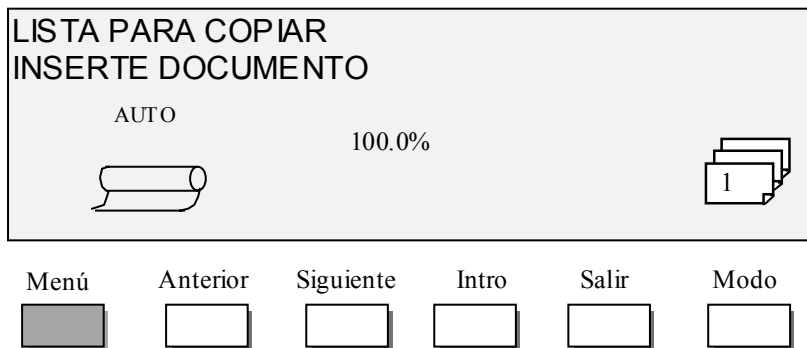 LISTA PARA COPIAR
INSERTE DOCUMENTO
AUTO
100.0%
1
Menú Anterior Siguiente Intro Salir Modo